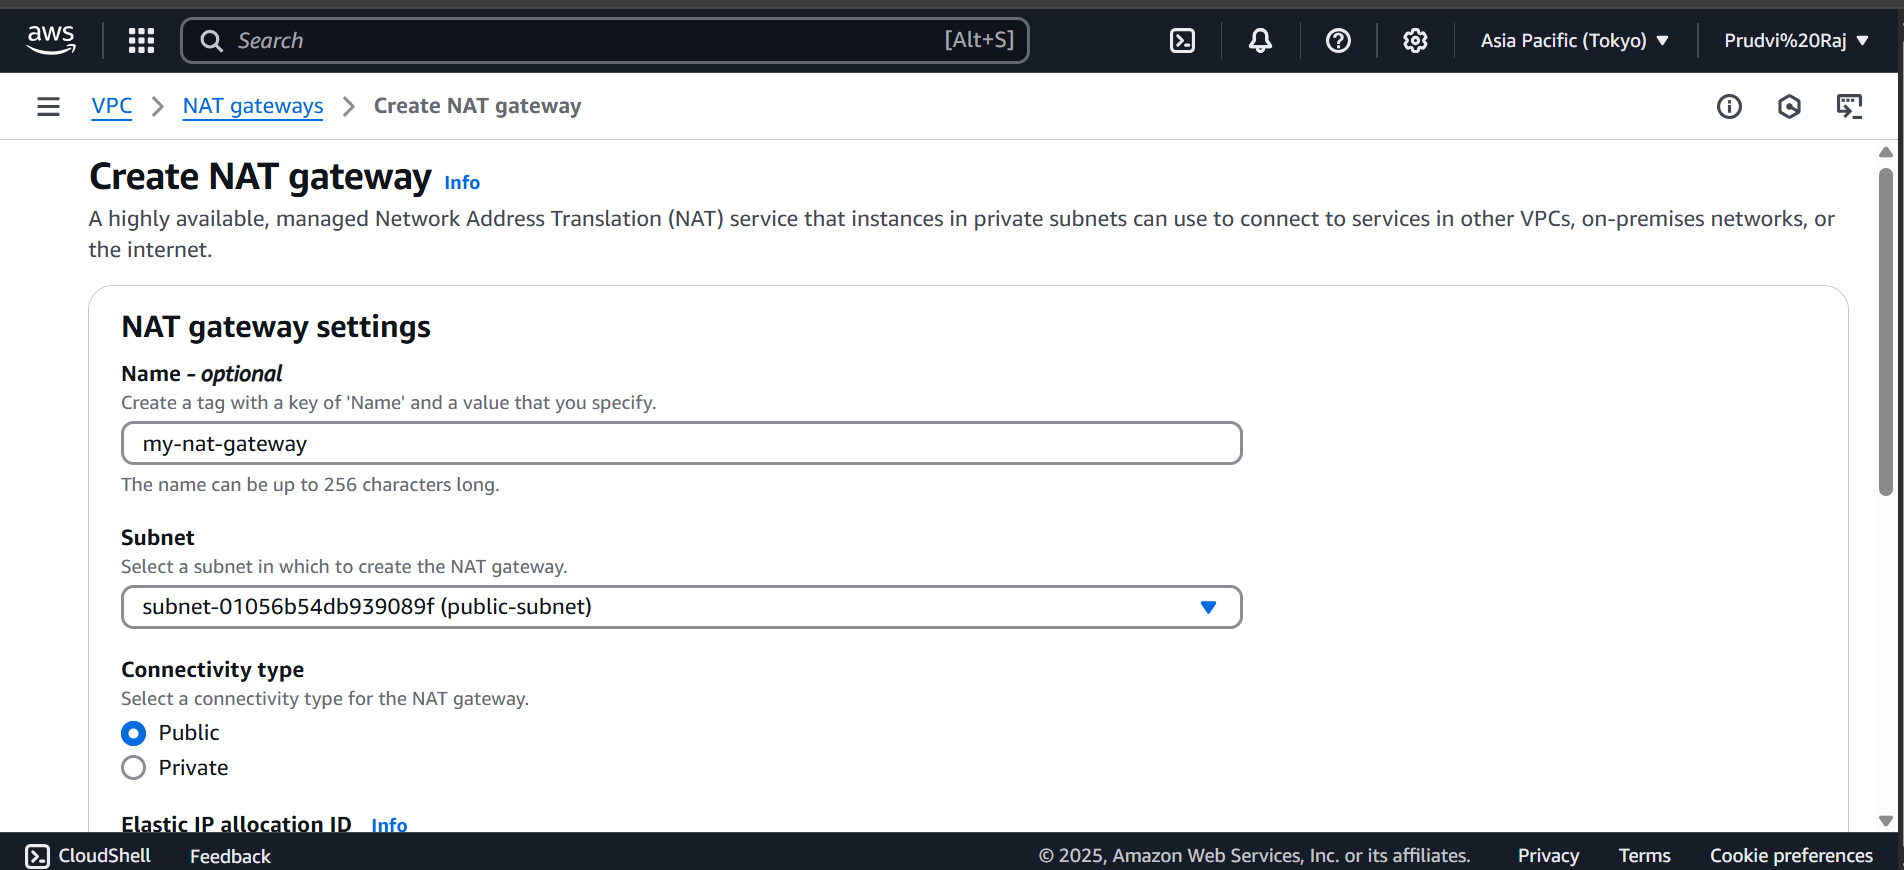 aws
Search [Alt+S]
Asia Pacific (Tokyo)
Prudvi%20Raj
VPC
NAT gateways
Create NAT gateway
Create NAT gateway Info
A highly available, managed Network Address Translation (NAT) service that instances in private subnets can use to connect to services in other VPCs, on-premises networks, or
the internet.
NAT gateway settings
Name - optional
Create a tag with a key of 'Name' and a value that you specify.
my-nat-gateway
The name can be up to 256 characters long.
Subnet
Select a subnet in which to create the NAT gateway.
subnet-01056b54db939089f (public-subnet)
Connectivity type
Select a connectivity type for the NAT gateway.
Public
Private
Elastic IP allocation ID Info
CloudShell
Feedback
© 2025, Amazon Web Services, Inc. or its affiliates.
Privacy
Terms
Cookie preferences